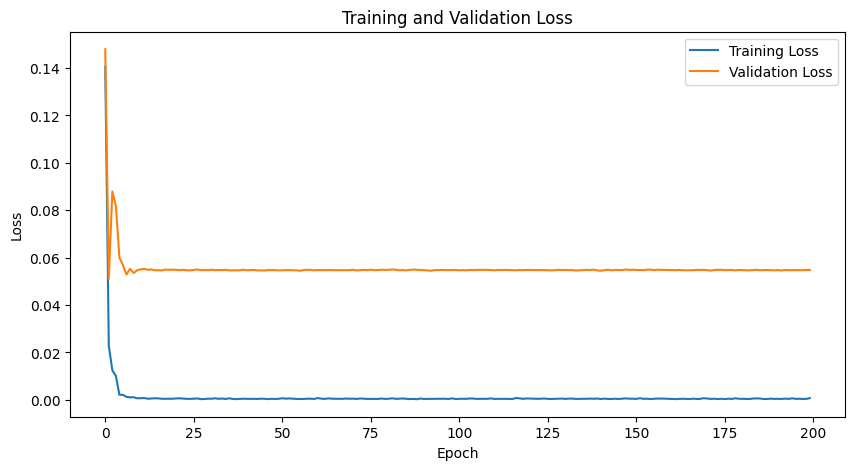 Training and Validation Loss
Training Loss
Validation Loss
0.14
0.12
0.10
0.08
0.06
0.04
0.02
0.00
Loss
0 25 50 75 100 125 150 175 200
Epoch